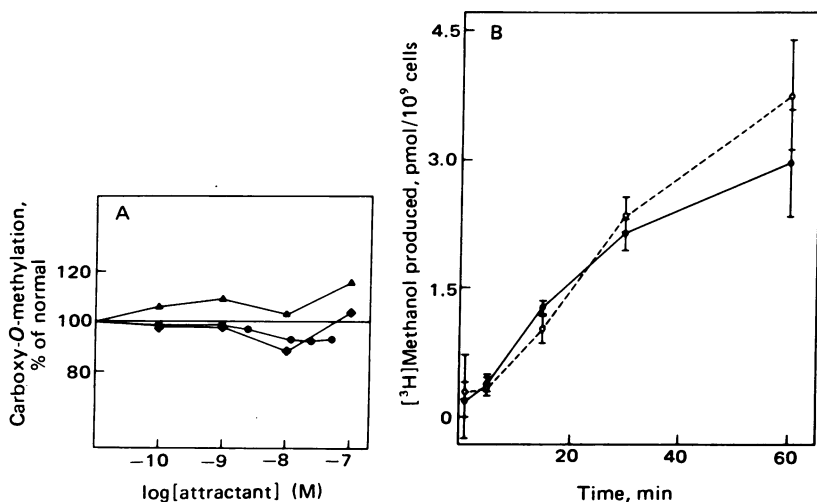 A
Carboxy-O-methylation,
% of normal
120
100
80
−10 −9 −8 −7
log[attractant] (M)
B
[³H]Methanol produced, pmol/10⁹ cells
4.5
3.0
1.5
0
20 40 60
Time, min